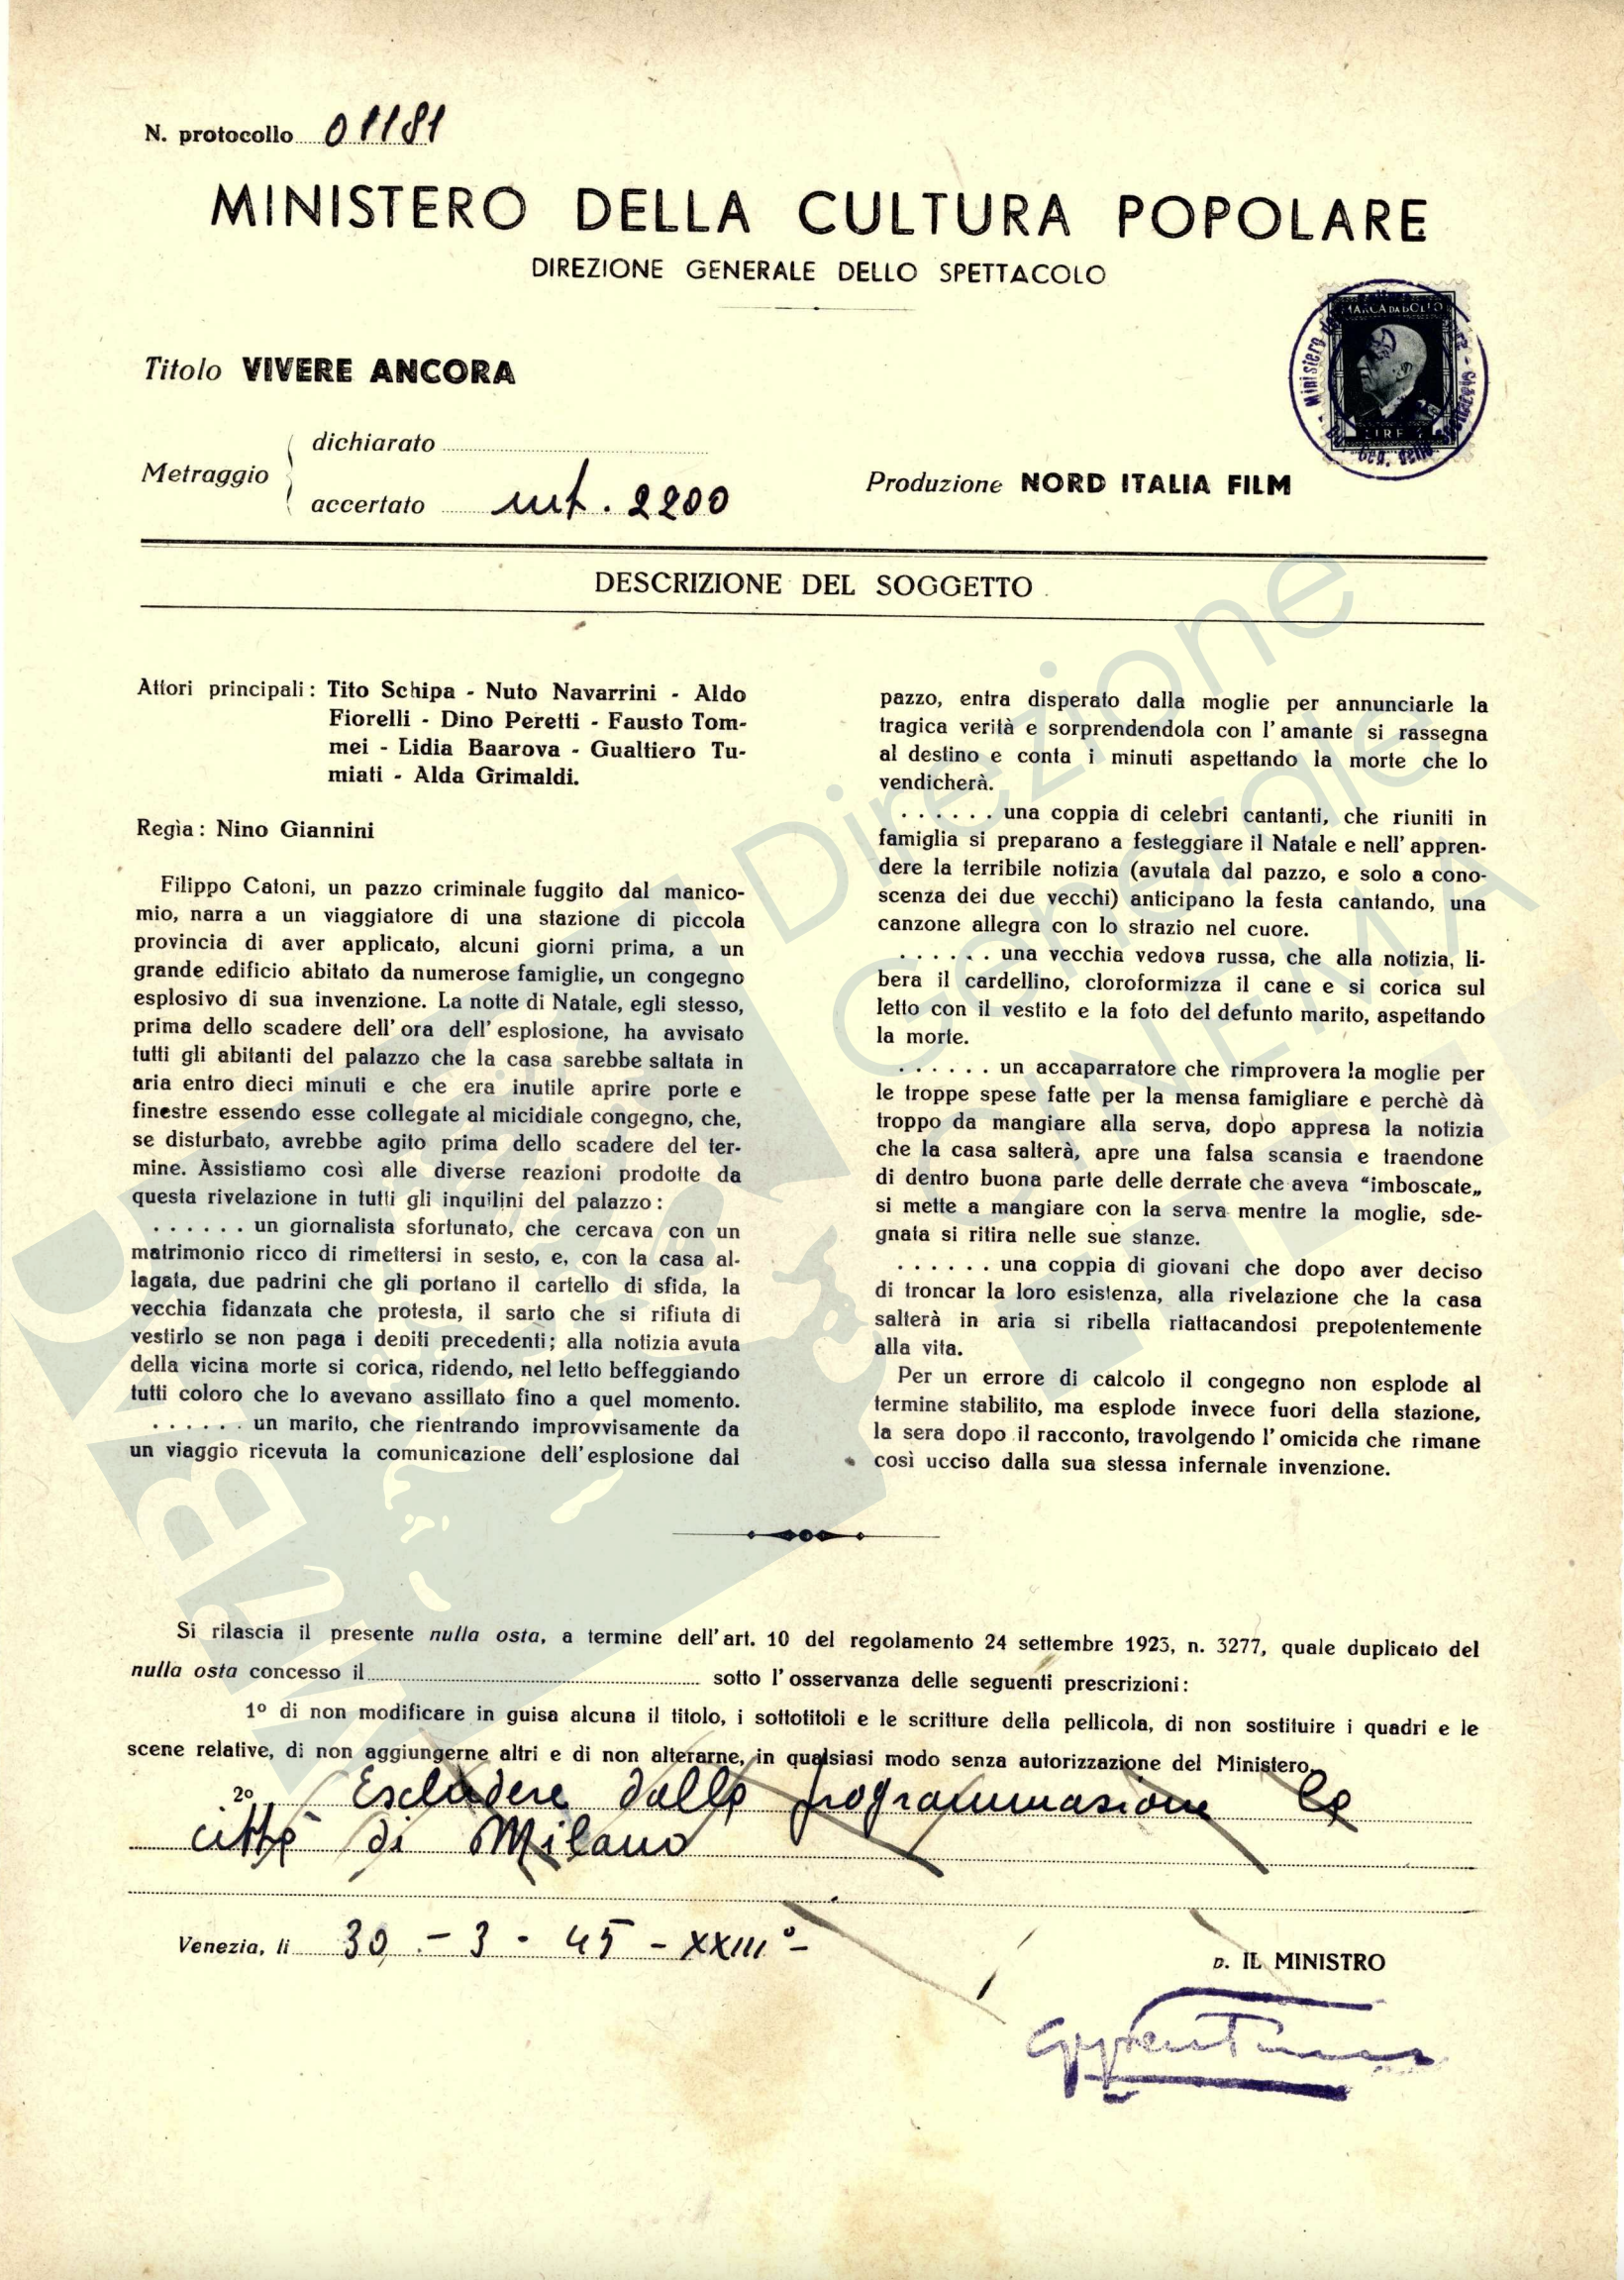 N. protocollo 01181
MINISTERO DELLA CULTURA POPOLARE
DIREZIONE GENERALE DELLO SPETTACOLO
MARCA DA BOLLO
LIRE
Titolo VIVERE ANCORA
Metraggio
dichiarato
accertato mt. 2200
Produzione NORD ITALIA FILM
DESCRIZIONE DEL SOGGETTO
Attori principali: Tito Schipa - Nuto Navarrini - Aldo
Fiorelli - Dino Peretti - Fausto Tom-
mei - Lidia Baarova - Gualtiero Tu-
miati - Alda Grimaldi.
Regìa: Nino Giannini
Filippo Catoni, un pazzo criminale fuggito dal manico-
mio, narra a un viaggiatore di una stazione di piccola
provincia di aver applicato, alcuni giorni prima, a un
grande edificio abitato da numerose famiglie, un congegno
esplosivo di sua invenzione. La notte di Natale, egli stesso,
prima dello scadere dell'ora dell'esplosione, ha avvisato
tutti gli abitanti del palazzo che la casa sarebbe saltata in
aria entro dieci minuti e che era inutile aprire porte e
finestre essendo esse collegate al micidiale congegno, che,
se disturbato, avrebbe agito prima dello scadere del ter-
mine. Assistiamo così alle diverse reazioni prodotte da
questa rivelazione in tutti gli inquilini del palazzo:
. . . . . . un giornalista sfortunato, che cercava con un
matrimonio ricco di rimettersi in sesto, e, con la casa al-
lagata, due padrini che gli portano il cartello di sfida, la
vecchia fidanzata che protesta, il sarto che si rifiuta di
vestirlo se non paga i debiti precedenti; alla notizia avuta
della vicina morte si corica, ridendo, nel letto beffeggiando
tutti coloro che lo avevano assillato fino a quel momento.
. . . . . . un marito, che rientrando improvvisamente da
un viaggio ricevuta la comunicazione dell'esplosione dal
pazzo, entra disperato dalla moglie per annunciarle la
tragica verità e sorprendendola con l'amante si rassegna
al destino e conta i minuti aspettando la morte che lo
vendicherà.
. . . . . . una coppia di celebri cantanti, che riuniti in
famiglia si preparano a festeggiare il Natale e nell'appren-
dere la terribile notizia (avutala dal pazzo, e solo a cono-
scenza dei due vecchi) anticipano la festa cantando, una
canzone allegra con lo strazio nel cuore.
. . . . . . una vecchia vedova russa, che alla notizia, li-
bera il cardellino, cloroformizza il cane e si corica sul
letto con il vestito e la foto del defunto marito, aspettando
la morte.
. . . . . . un accaparratore che rimprovera la moglie per
le troppe spese fatte per la mensa famigliare e perchè dà
troppo da mangiare alla serva, dopo appresa la notizia
che la casa salterà, apre una falsa scansia e traendone
di dentro buona parte delle derrate che aveva "imboscate„
si mette a mangiare con la serva mentre la moglie, sde-
gnata si ritira nelle sue stanze.
. . . . . . una coppia di giovani che dopo aver deciso
di troncar la loro esistenza, alla rivelazione che la casa
salterà in aria si ribella riattacandosi prepotentemente
alla vita.
Per un errore di calcolo il congegno non esplode al
termine stabilito, ma esplode invece fuori della stazione,
la sera dopo il racconto, travolgendo l'omicida che rimane
così ucciso dalla sua stessa infernale invenzione.
Si rilascia il presente nulla osta, a termine dell'art. 10 del regolamento 24 settembre 1923, n. 3277, quale duplicato del
nulla osta concesso il sotto l'osservanza delle seguenti prescrizioni:
1º di non modificare in guisa alcuna il titolo, i sottotitoli e le scritture della pellicola, di non sostituire i quadri e le
scene relative, di non aggiungerne altri e di non alterarne, in qualsiasi modo senza autorizzazione del Ministero.
2º Escludere dalla programmazione la
città di Milano
Venezia, li 30 - 3 - 45 - XXIIIº -
p. IL MINISTRO
Direzione
Generale
CINEMA